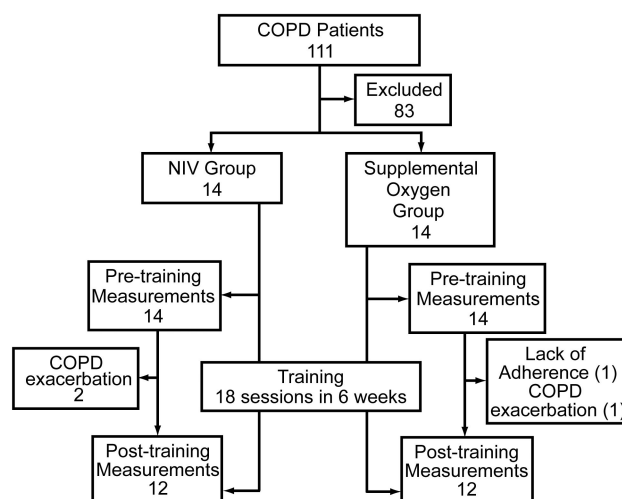 COPD Patients
111
Excluded
83
NIV Group
14
Supplemental
Oxygen
Group
14
Pre-training
Measurements
14
Pre-training
Measurements
14
COPD
exacerbation
2
Training
18 sessions in 6 weeks
Lack of
Adherence (1)
COPD
exacerbation (1)
Post-training
Measurements
12
Post-training
Measurements
12